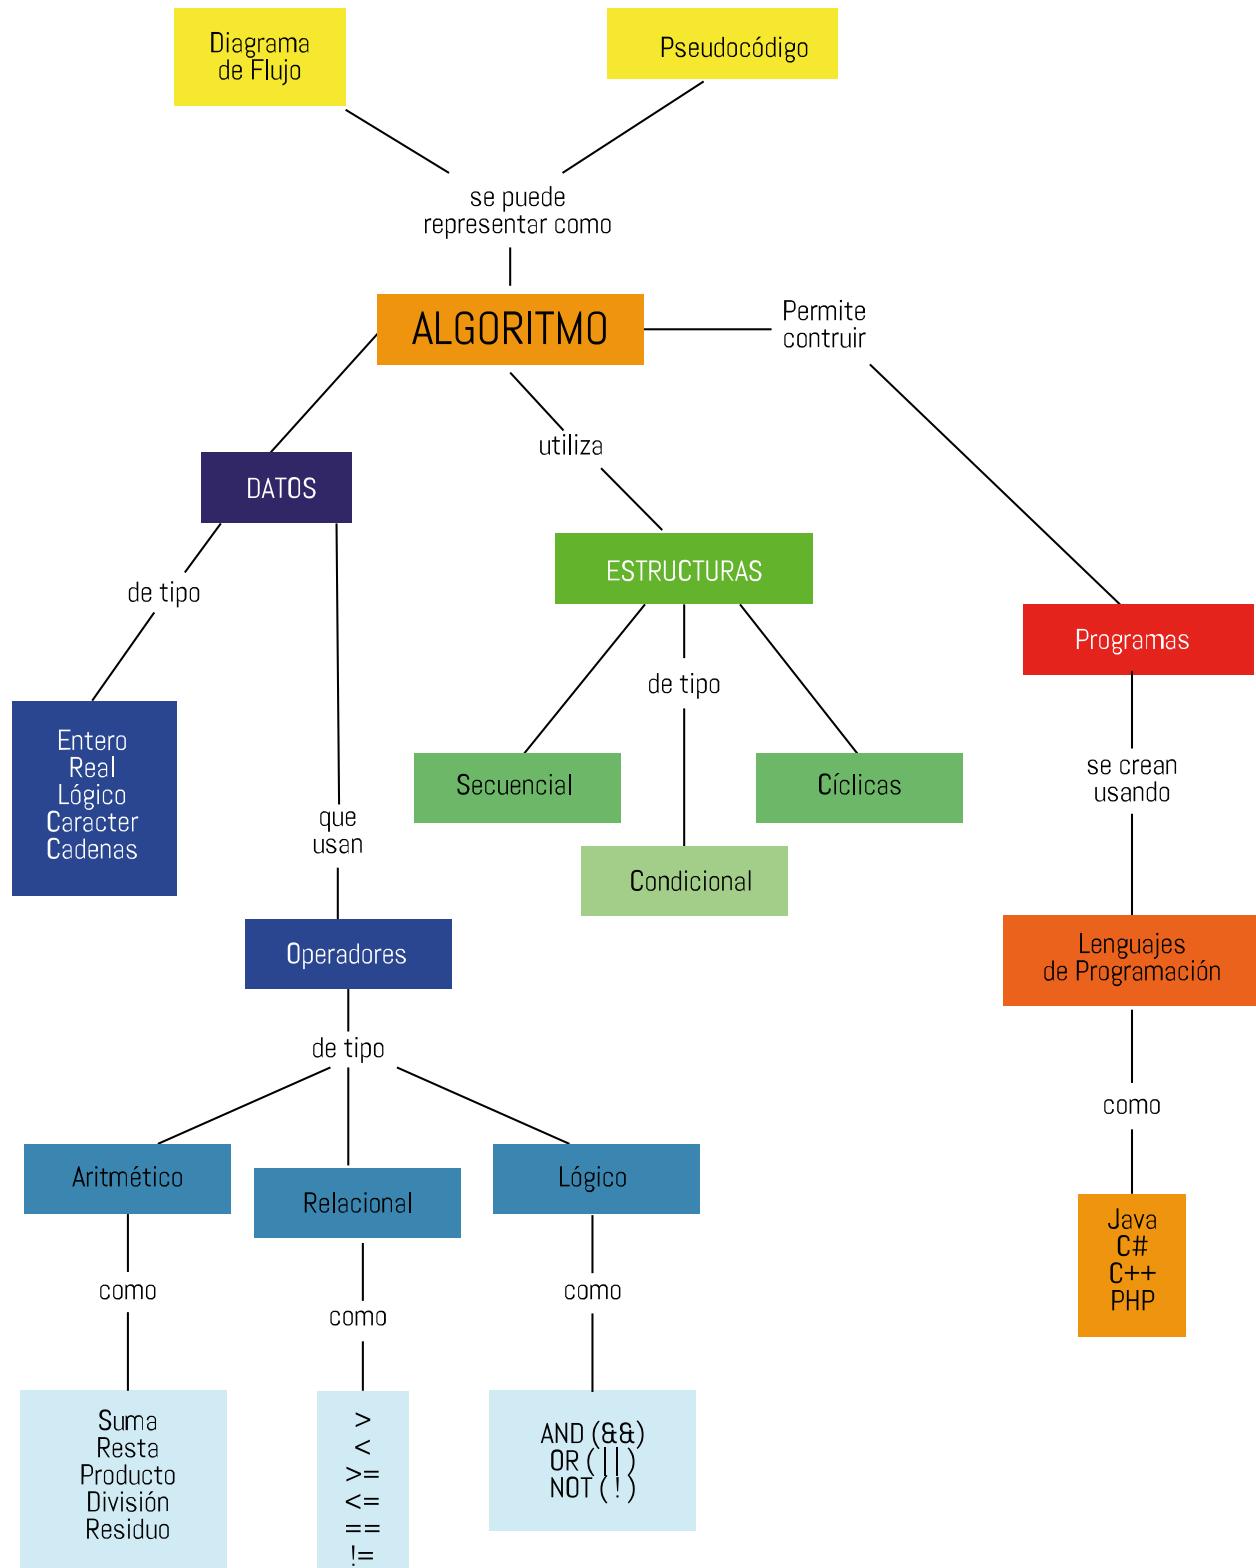 Diagrama
de Flujo
Pseudocódigo
se puede
representar como
ALGORITMO
Permite
contruir
utiliza
DATOS
ESTRUCTURAS
de tipo
Programas
de tipo
Entero
Real
Lógico
Caracter
Cadenas
que
usan
Secuencial
Cíclicas
Condicional
se crean
usando
Operadores
Lenguajes
de Programación
de tipo
como
Aritmético
Relacional
Lógico
Java
C#
C++
PHP
como
como
como
Suma
Resta
Producto
División
Residuo
>
<
>=
<=
==
!=
AND (&&)
OR (||)
NOT (!)